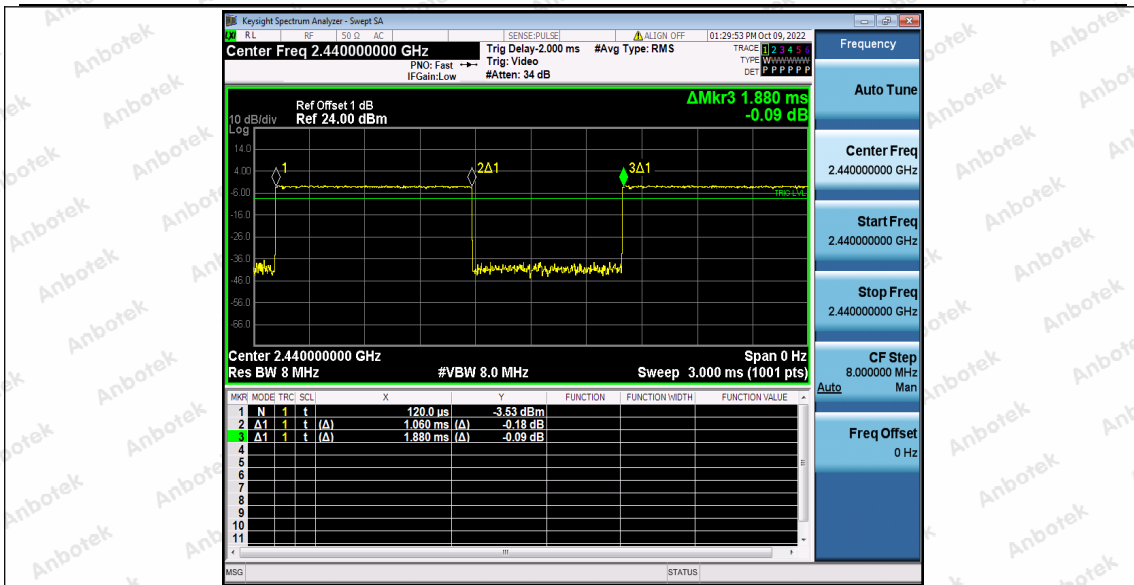 Keysight Spectrum Analyzer - Swept SA
RL RF 50 Ω AC SENSE:PULSE ALIGN OFF 01:29:53 PM Oct 09, 2022
Center Freq 2.440000000 GHz
PNO: Fast
IFGain:Low
Trig Delay-2.000 ms
Trig: Video
#Atten: 34 dB
#Avg Type: RMS
TRACE 1 2 3 4 5 6
TYPE WWWWWW
DET P P P P P P
ΔMkr3 1.880 ms
-0.09 dB
Ref Offset 1 dB
10 dB/div Ref 24.00 dBm
Log
14.0
4.00
-6.00
-16.0
-26.0
-36.0
-46.0
-56.0
-66.0
1
2Δ1
3Δ1
TRIG LVL
Center 2.440000000 GHz Span 0 Hz
Res BW 8 MHz #VBW 8.0 MHz Sweep 3.000 ms (1001 pts)
MKR MODE TRC SCL X Y FUNCTION FUNCTION WIDTH FUNCTION VALUE
1 N 1 t 120.0 µs -3.53 dBm
2 Δ1 1 t (Δ) 1.060 ms (Δ) -0.18 dB
3 Δ1 1 t (Δ) 1.880 ms (Δ) -0.09 dB
4
5
6
7
8
9
10
11
MSG STATUS
Frequency
Auto Tune
Center Freq
2.440000000 GHz
Start Freq
2.440000000 GHz
Stop Freq
2.440000000 GHz
CF Step
8.000000 MHz
Auto Man
Freq Offset
0 Hz
Anbotek